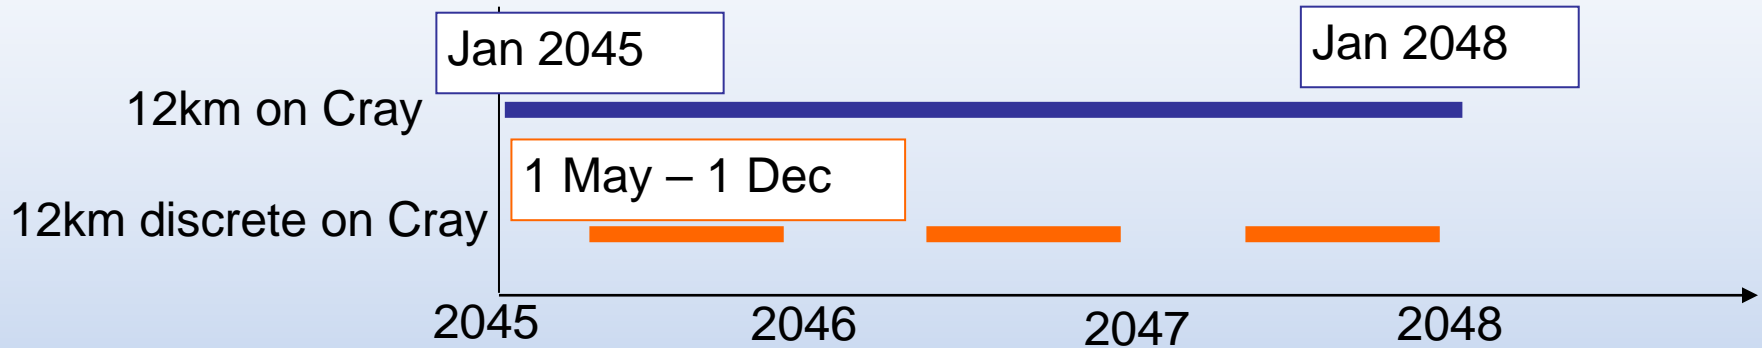 Jan 2045
Jan 2048
12km on Cray
1 May – 1 Dec
12km discrete on Cray
2045
2046
2047
2048